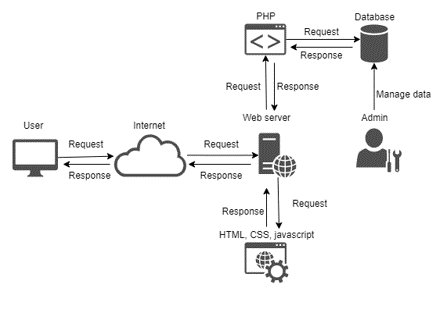 PHP
Database
Request
Response
Request
Response
Manage data
User
Internet
Web server
Admin
Request
Response
Request
Response
Response
Request
HTML, CSS, javascript